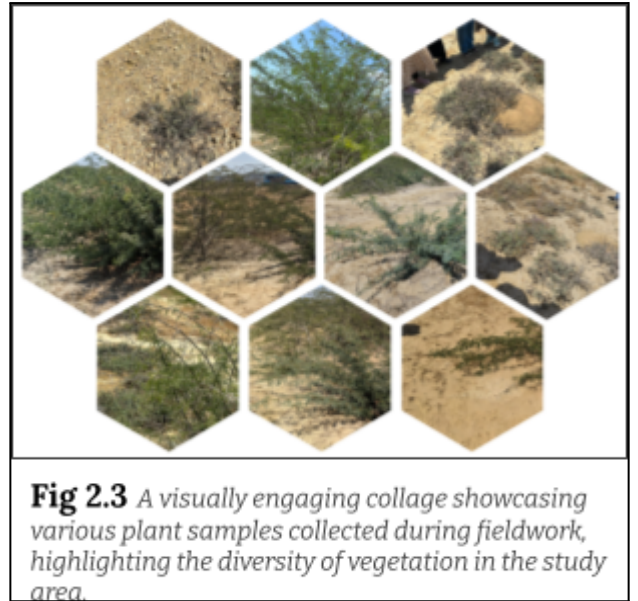 Fig 2.3 A visually engaging collage showcasing
various plant samples collected during fieldwork,
highlighting the diversity of vegetation in the study
area.